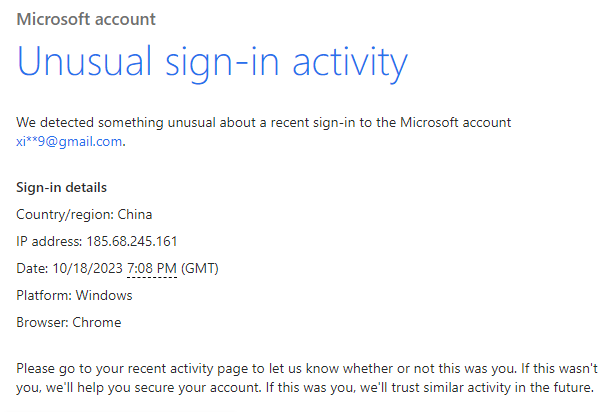 Microsoft account
Unusual sign-in activity
We detected something unusual about a recent sign-in to the Microsoft account
xi**9@gmail.com.
Sign-in details
Country/region: China
IP address: 185.68.245.161
Date: 10/18/2023 7:08 PM (GMT)
Platform: Windows
Browser: Chrome
Please go to your recent activity page to let us know whether or not this was you. If this wasn't
you, we'll help you secure your account. If this was you, we'll trust similar activity in the future.